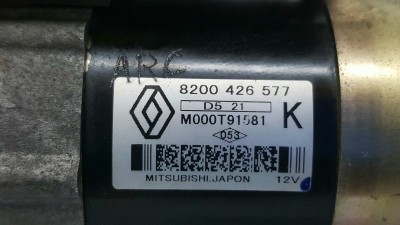 ARC
8200 426 577
D5 21
M000T91581 K
D53
MITSUBISHI, JAPON 12V